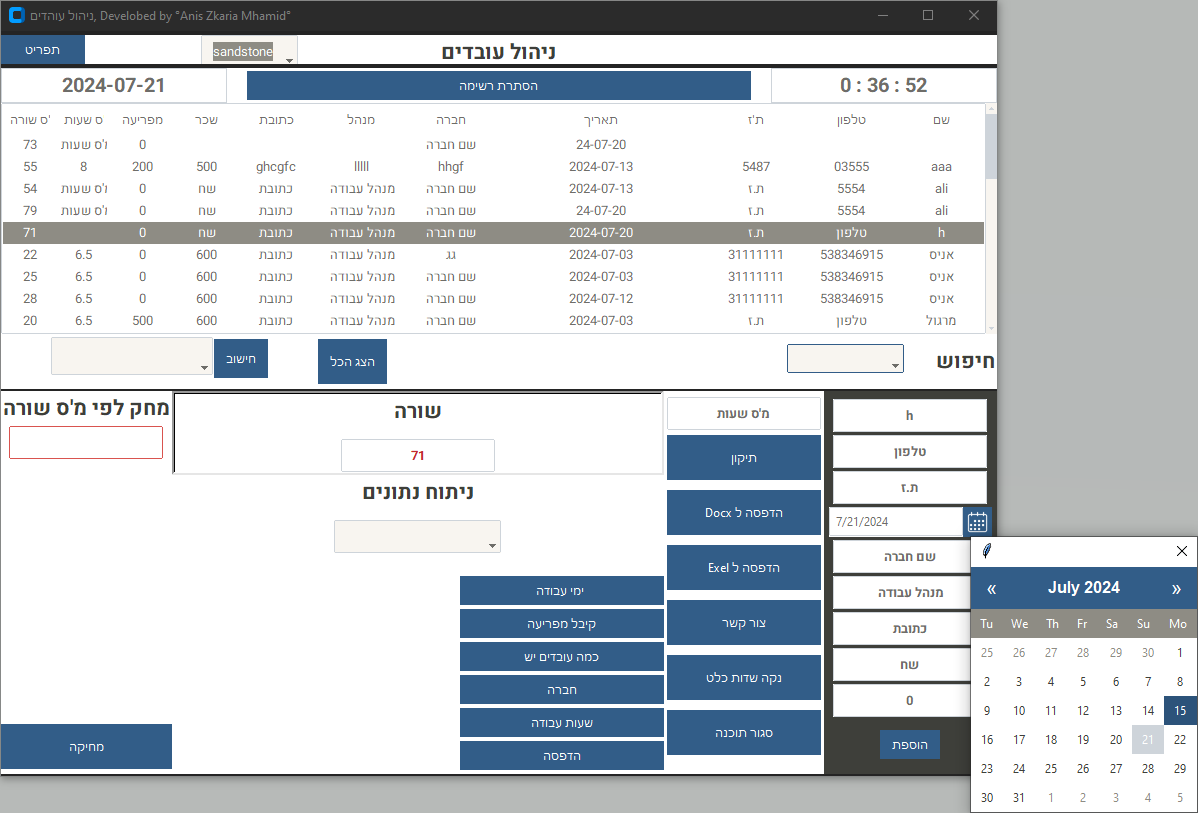 ניהול עוהדים, Develobed by "Anis Zkaria Mhamid"
תפריט
sandstone
ניהול עובדים
2024-07-21
הסתרת רשימה
0 : 36 : 52
שם טלפון ת'ז תאריך חברה מנהל כתובת שכר מפריעה ס שעות 'ס שורה
24-07-20 שם חברה 0 ו'ס שעות 73
aaa 03555 5487 2024-07-13 hhgf lllll ghcgfc 500 200 8 55
ali 5554 ת.ז 2024-07-13 שם חברה מנהל עבודה כתובת שח 0 ו'ס שעות 54
ali 5554 ת.ז 24-07-20 שם חברה מנהל עבודה כתובת שח 0 ו'ס שעות 79
h טלפון ת.ז 2024-07-20 שם חברה מנהל עבודה כתובת שח 0 71
אניס 538346915 31111111 2024-07-03 גג מנהל עבודה כתובת 600 0 6.5 22
אניס 538346915 31111111 2024-07-03 שם חברה מנהל עבודה כתובת 600 0 6.5 25
אניס 538346915 31111111 2024-07-12 שם חברה מנהל עבודה כתובת 600 0 6.5 28
מרגול טלפון ת.ז 2024-07-03 שם חברה מנהל עבודה כתובת 600 500 6.5 20
חיפוש
הצג הכל
חישוב
h
טלפון
ת.ז
7/21/2024
שם חברה
מנהל עבודה
כתובת
שח
0
הוספת
מ'ס שעות
תיקון
הדפסה ל Docx
הדפסה ל Exel
צור קשר
נקה שדות כלט
סגור תוכנה
שורה
71
ניתוח נתונים
ימי עבודה
קיבל מפריעה
כמה עובדים יש
חברה
שעות עבודה
הדפסה
מחק לפי מ'ס שורה
מחיקה
« July 2024 »
Tu We Th Fr Sa Su Mo
25 26 27 28 29 30 1
2 3 4 5 6 7 8
9 10 11 12 13 14 15
16 17 18 19 20 21 22
23 24 25 26 27 28 29
30 31 1 2 3 4 5